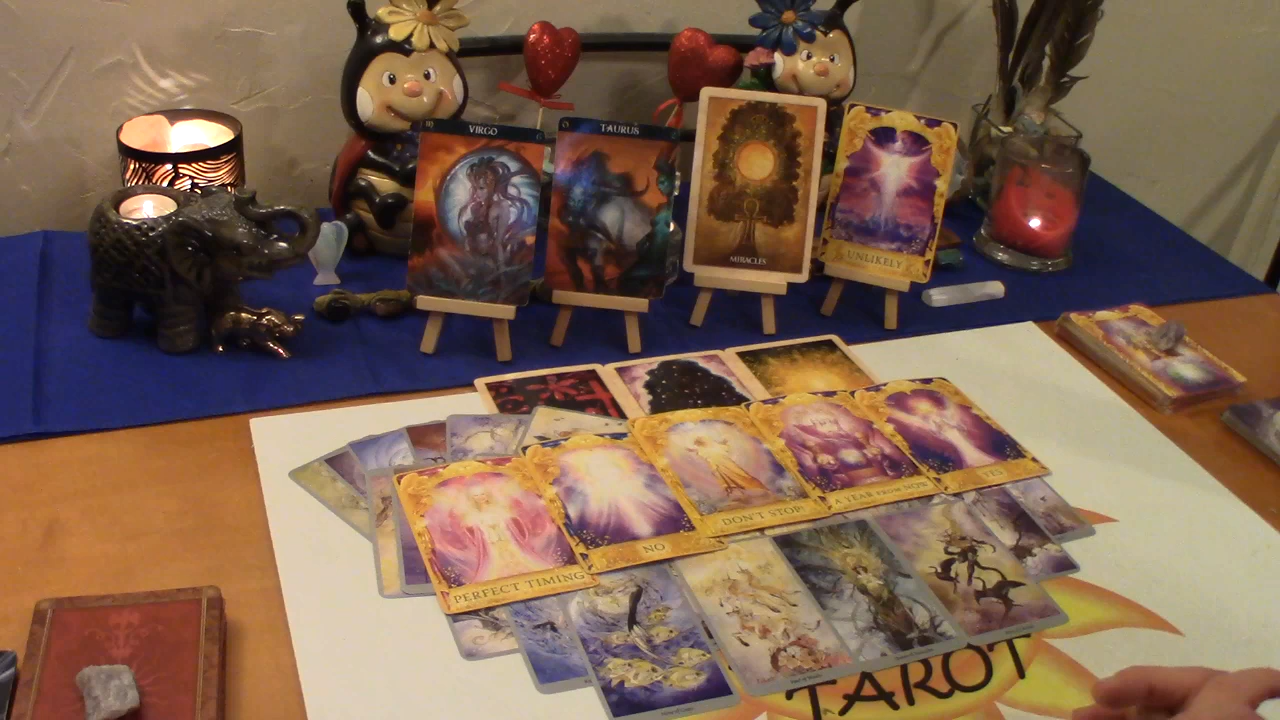 VIRGO
TAURUS
MIRACLES
UNLIKELY
PERFECT TIMING
NO
DON'T STOP!
A YEAR FROM NOW
YES
TAROT